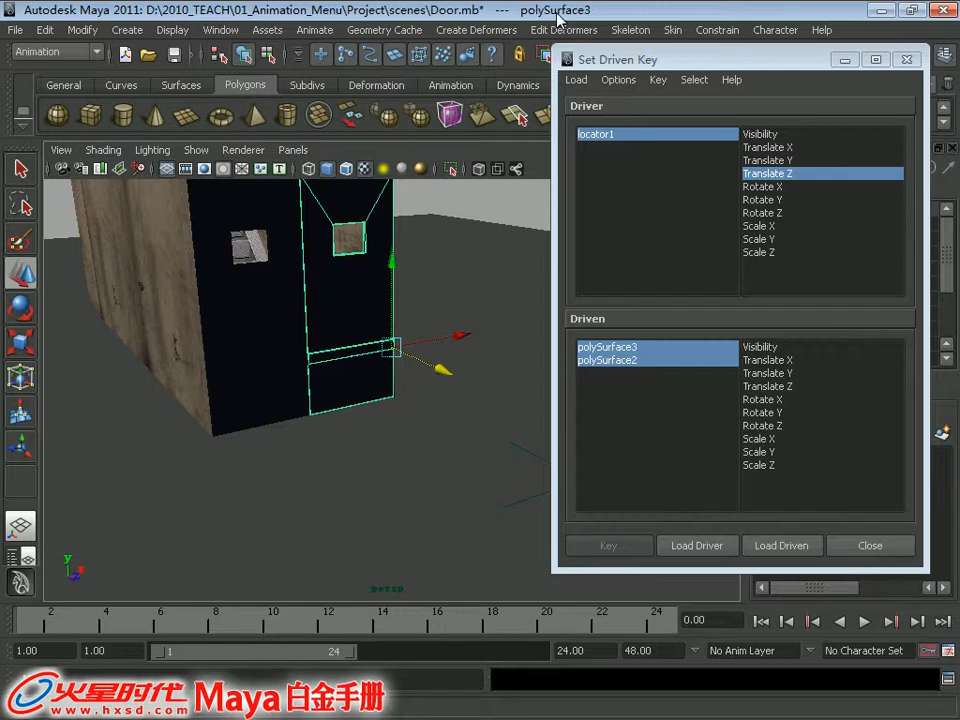 Autodesk Maya 2011: D:\2010_TEACH\01_Animation_Menu\Project\scenes\Door.mb* --- polySurface3
File Edit Modify Create Display Window Assets Animate Geometry Cache Create Deformers Edit Deformers Skeleton Skin Constrain Character Help
Animation
General Curves Surfaces Polygons Subdivs Deformation Animation Dynamics
View Shading Lighting Show Renderer Panels
Set Driven Key
Load Options Key Select Help
Driver
locator1
Visibility
Translate X
Translate Y
Translate Z
Rotate X
Rotate Y
Rotate Z
Scale X
Scale Y
Scale Z
Driven
polySurface3
polySurface2
Visibility
Translate X
Translate Y
Translate Z
Rotate X
Rotate Y
Rotate Z
Scale X
Scale Y
Scale Z
Key Load Driver Load Driven Close
y
z x
persp
2 4 6 8 10 12 14 16 18 20 22 24
0.00
1.00 1.00 1 24 24.00 48.00 No Anim Layer No Character Set
火星时代 Maya 白金手册
www.hxsd.com